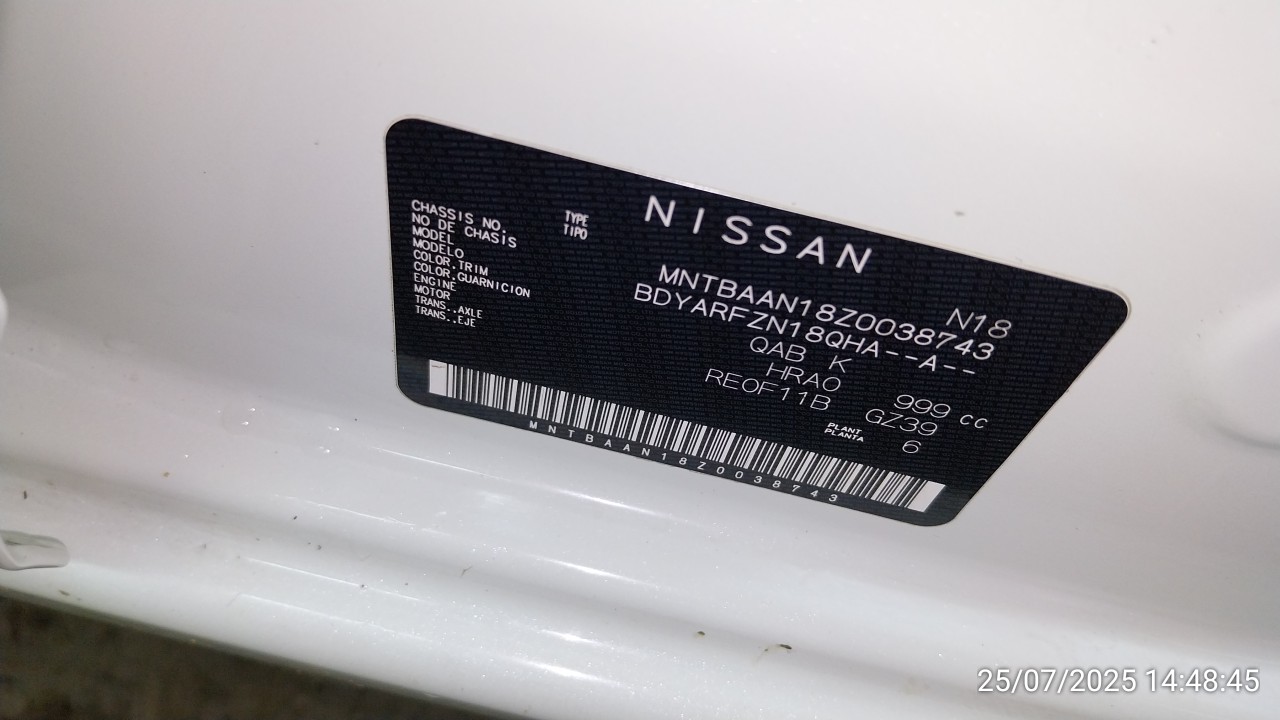 NISSAN
CHASSIS NO.
NO DE CHASIS
TYPE
TIPO
MODEL
MODELO
COLOR.TRIM
COLOR.GUARNICION
ENGINE
MOTOR
TRANS..AXLE
TRANS..EJE
N18
MNTBAAN18Z0038743
BDYARFZN18QHA--A--
QAB K
HRA0 999 cc
RE0F11B GZ39
PLANT
PLANTA
6
MNTBAAN18Z0038743
25/07/2025 14:48:45